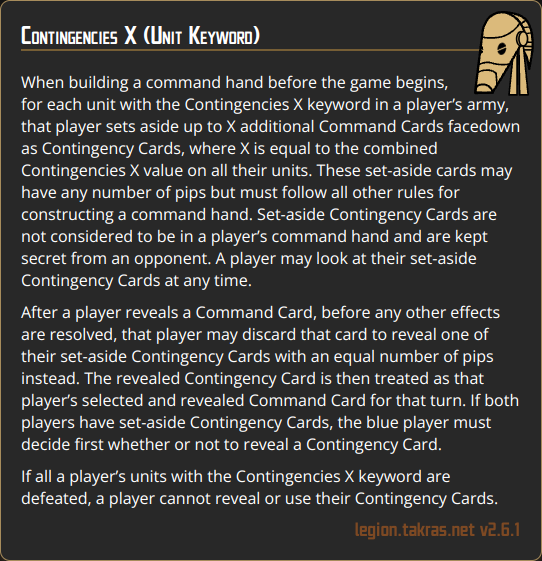 Contingencies X (Unit Keyword)
When building a command hand before the game begins,
for each unit with the Contingencies X keyword in a player's army,
that player sets aside up to X additional Command Cards facedown
as Contingency Cards, where X is equal to the combined
Contingencies X value on all their units. These set-aside cards may
have any number of pips but must follow all other rules for
constructing a command hand. Set-aside Contingency Cards are
not considered to be in a player's command hand and are kept
secret from an opponent. A player may look at their set-aside
Contingency Cards at any time.
After a player reveals a Command Card, before any other effects
are resolved, that player may discard that card to reveal one of
their set-aside Contingency Cards with an equal number of pips
instead. The revealed Contingency Card is then treated as that
player's selected and revealed Command Card for that turn. If both
players have set-aside Contingency Cards, the blue player must
decide first whether or not to reveal a Contingency Card.
If all a player's units with the Contingencies X keyword are
defeated, a player cannot reveal or use their Contingency Cards.
legion.takras.net v2.6.1